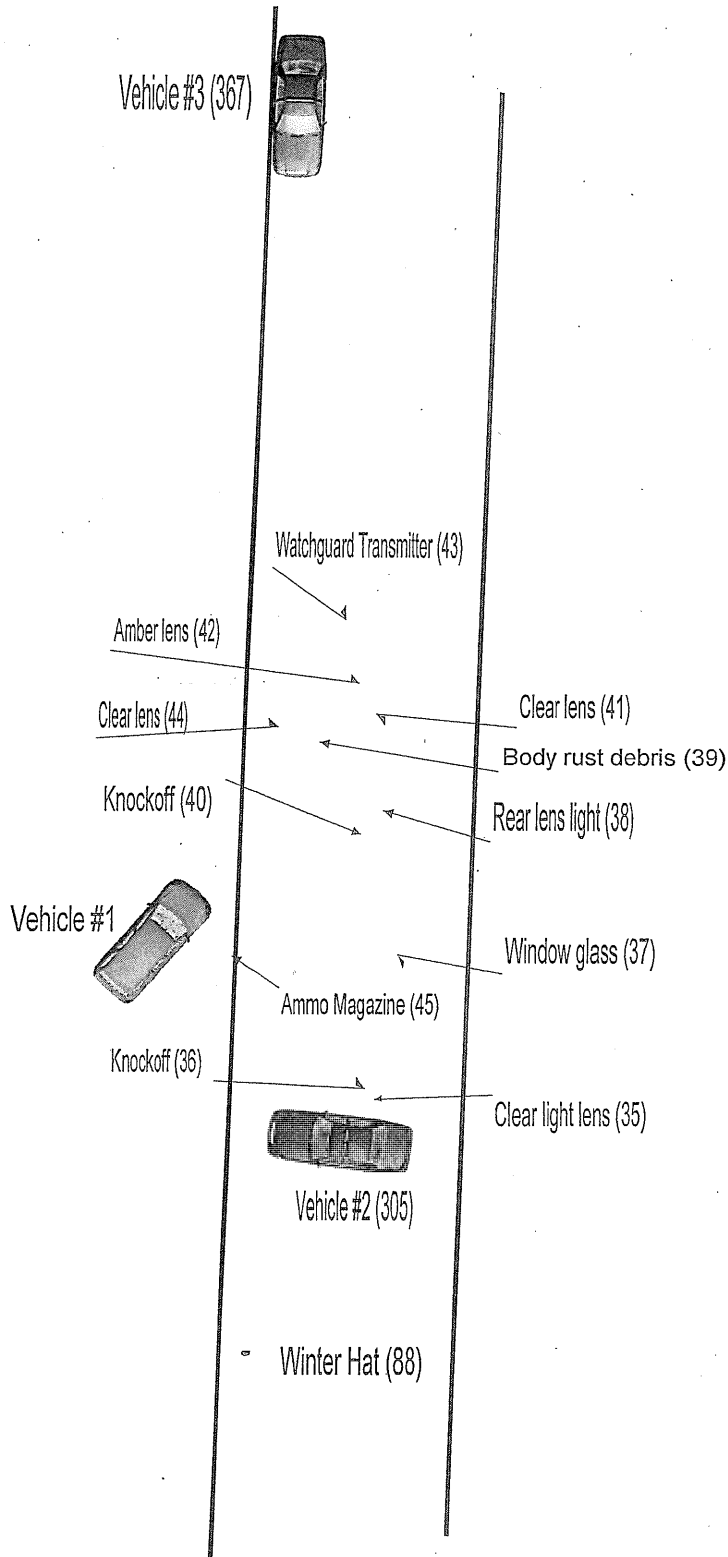 Vehicle #3 (367)
Watchguard Transmitter (43)
Amber lens (42)
Clear lens (41)
Clear lens (44)
Body rust debris (39)
Knockoff (40)
Rear lens light (38)
Vehicle #1
Window glass (37)
Ammo Magazine (45)
Knockoff (36)
Clear light lens (35)
Vehicle #2 (305)
Winter Hat (88)